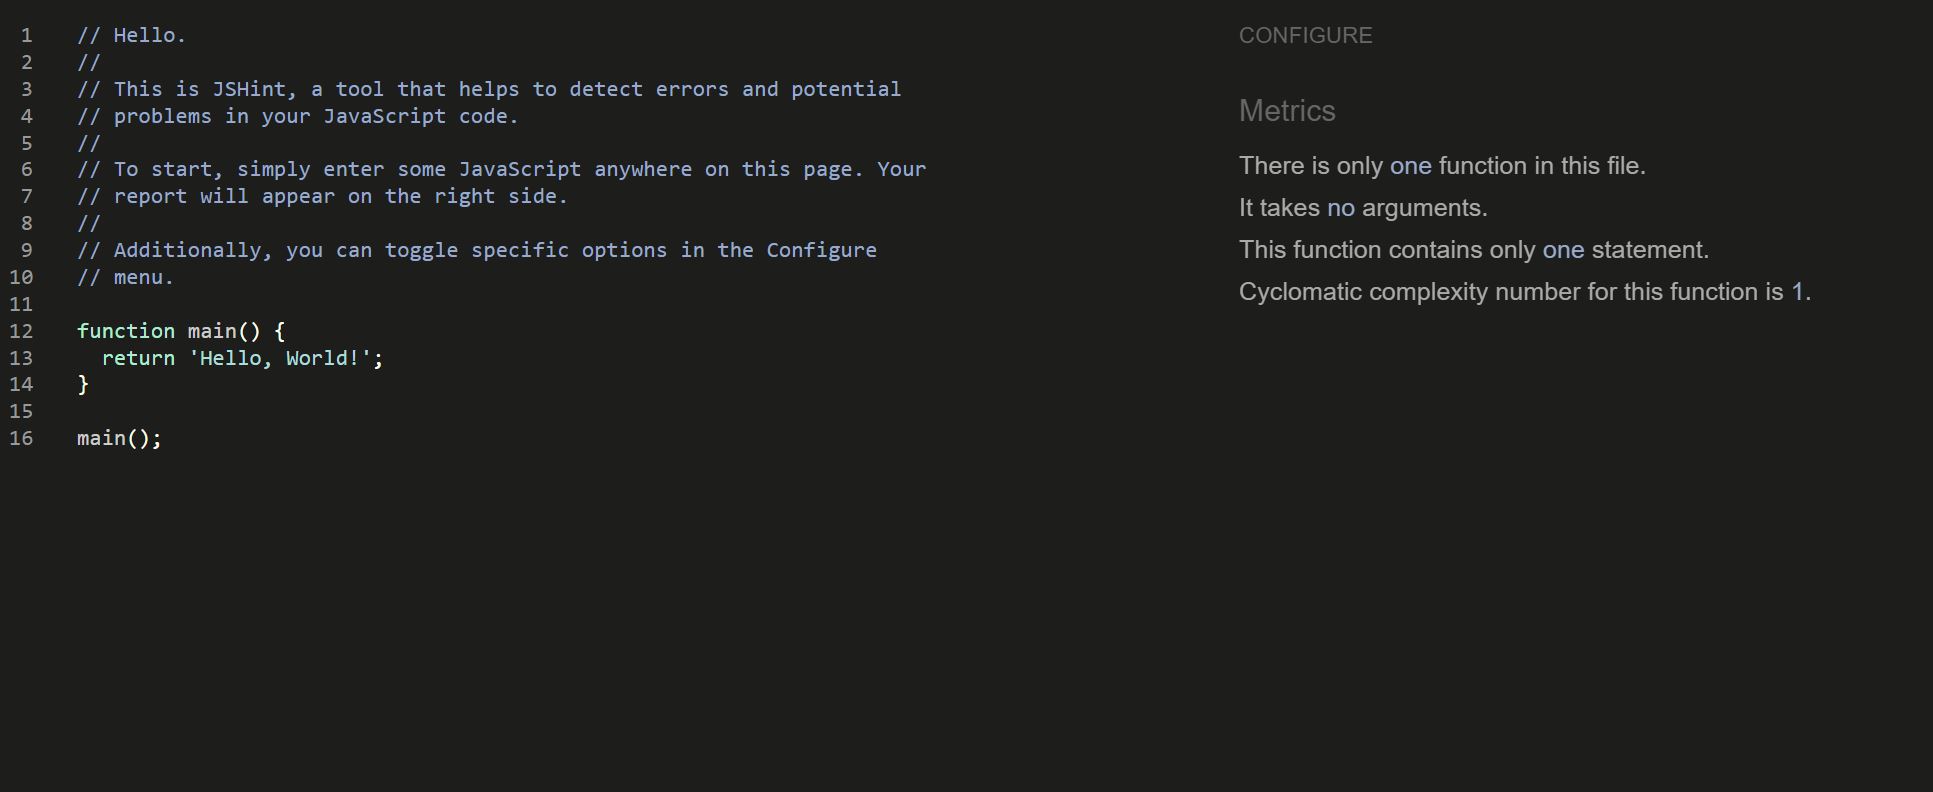 1 // Hello.
2 //
3 // This is JSHint, a tool that helps to detect errors and potential
4 // problems in your JavaScript code.
5 //
6 // To start, simply enter some JavaScript anywhere on this page. Your
7 // report will appear on the right side.
8 //
9 // Additionally, you can toggle specific options in the Configure
10 // menu.
11
12 function main() {
13   return 'Hello, World!';
14 }
15
16 main();
CONFIGURE
Metrics
There is only one function in this file.
It takes no arguments.
This function contains only one statement.
Cyclomatic complexity number for this function is 1.